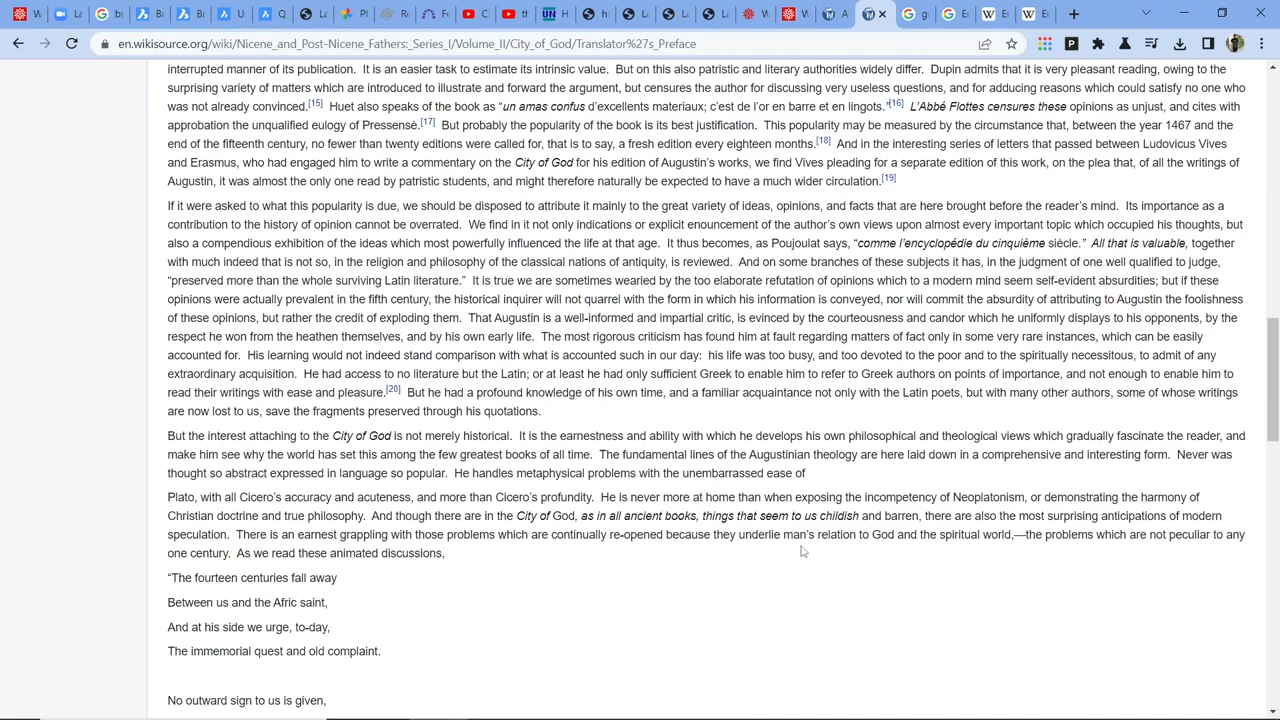 W
La
br
Br
Br
U
Q
La
Pl
Re
Fe
C
th
UN H
h
La
La
La
W
W
A
A
g
Ei
Ei
Ei
en.wikisource.org/wiki/Nicene_and_Post-Nicene_Fathers:_Series_I/Volume_II/City_of_God/Translator%27s_Preface
interrupted manner of its publication. It is an easier task to estimate its intrinsic value. But on this also patristic and literary authorities widely differ. Dupin admits that it is very pleasant reading, owing to the
surprising variety of matters which are introduced to illustrate and forward the argument, but censures the author for discussing very useless questions, and for adducing reasons which could satisfy no one who
was not already convinced.[15] Huet also speaks of the book as “un amas confus d’excellents materiaux; c’est de l’or en barre et en lingots.”[16] L’Abbé Flottes censures these opinions as unjust, and cites with
approbation the unqualified eulogy of Pressensé.[17] But probably the popularity of the book is its best justification. This popularity may be measured by the circumstance that, between the year 1467 and the
end of the fifteenth century, no fewer than twenty editions were called for, that is to say, a fresh edition every eighteen months.[18] And in the interesting series of letters that passed between Ludovicus Vives
and Erasmus, who had engaged him to write a commentary on the City of God for his edition of Augustin’s works, we find Vives pleading for a separate edition of this work, on the plea that, of all the writings of
Augustin, it was almost the only one read by patristic students, and might therefore naturally be expected to have a much wider circulation.[19]
If it were asked to what this popularity is due, we should be disposed to attribute it mainly to the great variety of ideas, opinions, and facts that are here brought before the reader’s mind. Its importance as a
contribution to the history of opinion cannot be overrated. We find in it not only indications or explicit enouncement of the author’s own views upon almost every important topic which occupied his thoughts, but
also a compendious exhibition of the ideas which most powerfully influenced the life at that age. It thus becomes, as Poujoulat says, “comme l’encyclopédie du cinquième siècle.” All that is valuable, together
with much indeed that is not so, in the religion and philosophy of the classical nations of antiquity, is reviewed. And on some branches of these subjects it has, in the judgment of one well qualified to judge,
“preserved more than the whole surviving Latin literature.” It is true we are sometimes wearied by the too elaborate refutation of opinions which to a modern mind seem self-evident absurdities; but if these
opinions were actually prevalent in the fifth century, the historical inquirer will not quarrel with the form in which his information is conveyed, nor will commit the absurdity of attributing to Augustin the foolishness
of these opinions, but rather the credit of exploding them. That Augustin is a well-informed and impartial critic, is evinced by the courteousness and candor which he uniformly displays to his opponents, by the
respect he won from the heathen themselves, and by his own early life. The most rigorous criticism has found him at fault regarding matters of fact only in some very rare instances, which can be easily
accounted for. His learning would not indeed stand comparison with what is accounted such in our day: his life was too busy, and too devoted to the poor and to the spiritually necessitous, to admit of any
extraordinary acquisition. He had access to no literature but the Latin; or at least he had only sufficient Greek to enable him to refer to Greek authors on points of importance, and not enough to enable him to
read their writings with ease and pleasure.[20] But he had a profound knowledge of his own time, and a familiar acquaintance not only with the Latin poets, but with many other authors, some of whose writings
are now lost to us, save the fragments preserved through his quotations.
But the interest attaching to the City of God is not merely historical. It is the earnestness and ability with which he develops his own philosophical and theological views which gradually fascinate the reader, and
make him see why the world has set this among the few greatest books of all time. The fundamental lines of the Augustinian theology are here laid down in a comprehensive and interesting form. Never was
thought so abstract expressed in language so popular. He handles metaphysical problems with the unembarrassed ease of
Plato, with all Cicero’s accuracy and acuteness, and more than Cicero’s profundity. He is never more at home than when exposing the incompetency of Neoplatonism, or demonstrating the harmony of
Christian doctrine and true philosophy. And though there are in the City of God, as in all ancient books, things that seem to us childish and barren, there are also the most surprising anticipations of modern
speculation. There is an earnest grappling with those problems which are continually re-opened because they underlie man’s relation to God and the spiritual world,—the problems which are not peculiar to any
one century. As we read these animated discussions,
“The fourteen centuries fall away
Between us and the Afric saint,
And at his side we urge, to-day,
The immemorial quest and old complaint.
No outward sign to us is given,